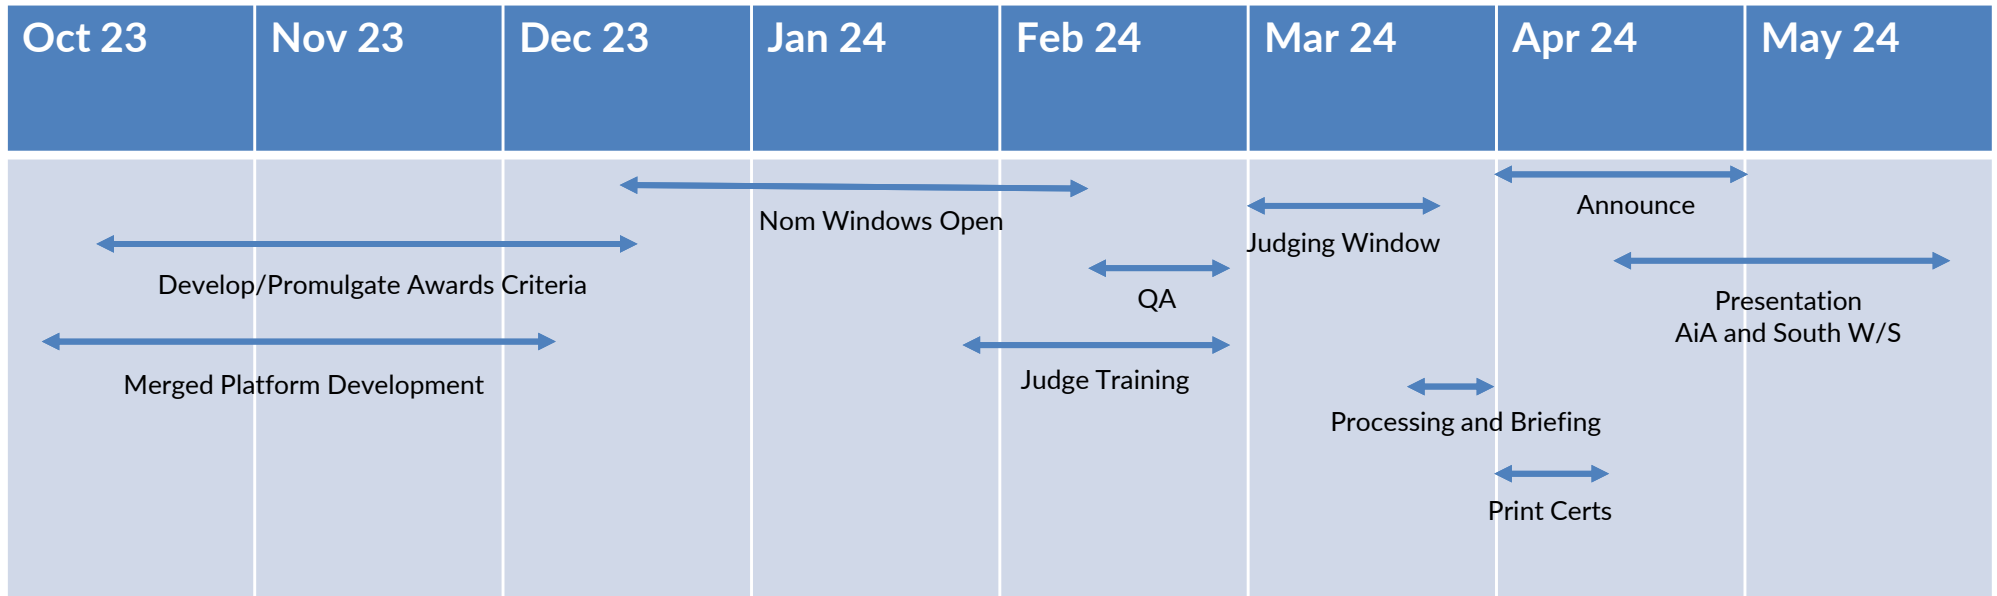 Oct 23
Nov 23
Dec 23
Jan 24
Feb 24
Mar 24
Apr 24
May 24
Nom Windows Open
Announce
Judging Window
Develop/Promulgate Awards Criteria
QA
Presentation
AiA and South W/S
Merged Platform Development
Judge Training
Processing and Briefing
Print Certs